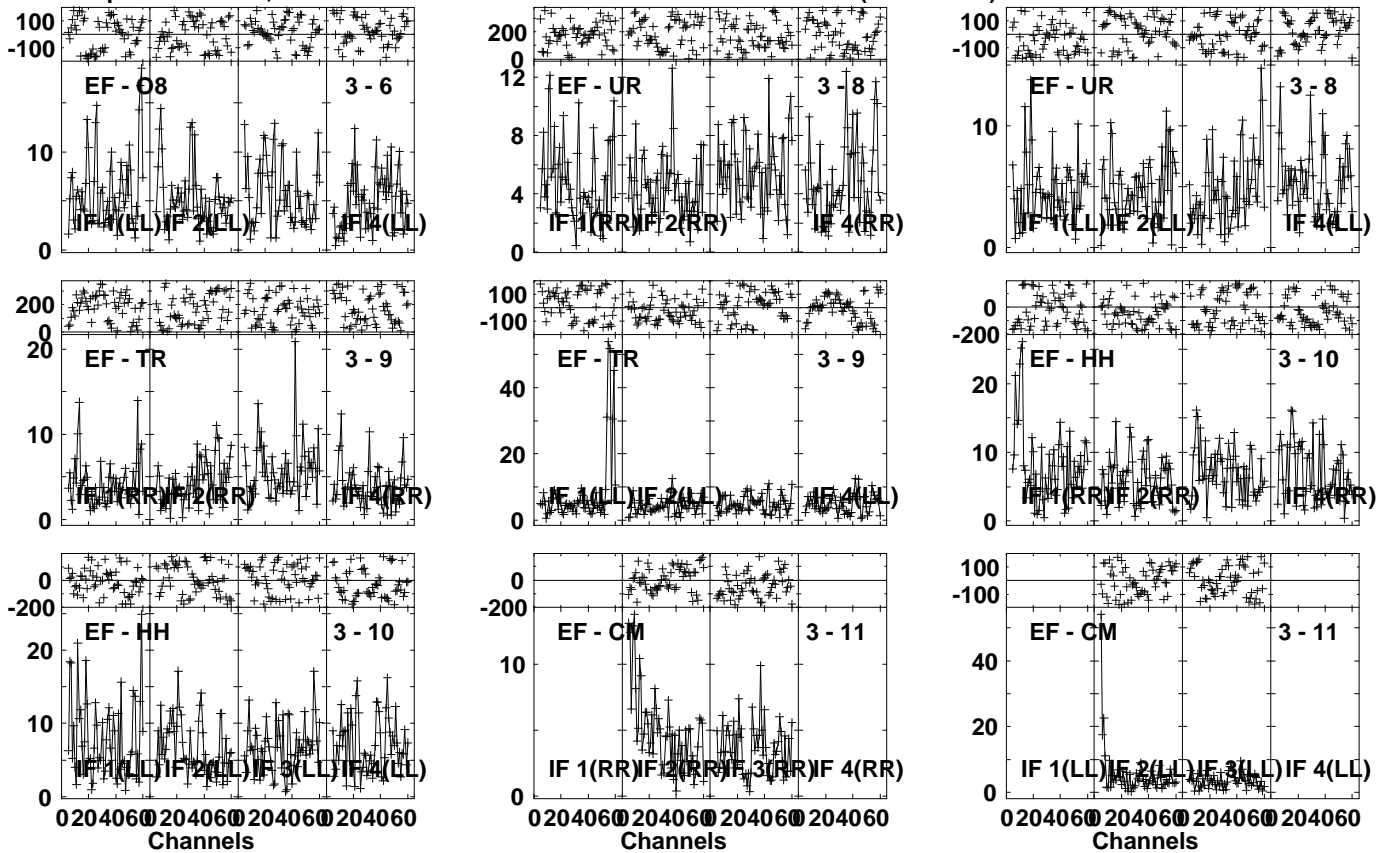 100 200 100
-100 0 -100
EF - O8 3 - 6 EF - UR 3 - 8 EF - UR 3 - 8
12
10 8 10
4
IF 1(LL) IF 2(LL) IF 4(LL) IF 1(RR) IF 2(RR) IF 4(RR) IF 1(LL) IF 2(LL) IF 4(LL)
0 0 0
200 100 0
0 -100 -200
20
EF - TR 3 - 9 EF - TR 3 - 9 EF - HH 3 - 10
40 20
10 20 10
IF 1(RR) IF 2(RR) IF 4(RR) IF 1(LL) IF 2(LL) IF 4(LL) IF 1(RR) IF 2(RR) IF 4(RR)
0 0 0
0 0 100
-200 -200 -100
EF - HH 3 - 10 EF - CM 3 - 11 EF - CM 3 - 11
20 10 40
10 20
IF 1(LL) IF 2(LL) IF 3(LL) IF 4(LL) IF 1(RR) IF 2(RR) IF 3(RR) IF 4(RR) IF 1(LL) IF 2(LL) IF 3(LL) IF 4(LL)
0 0 0
0 20 40 60 0 20 40 60 0 20 40 60 0 20 40 60 0 20 40 60 0 20 40 60 0 20 40 60 0 20 40 60 0 20 40 60 0 20 40 60 0 20 40 60 0 20 40 60
Channels Channels Channels